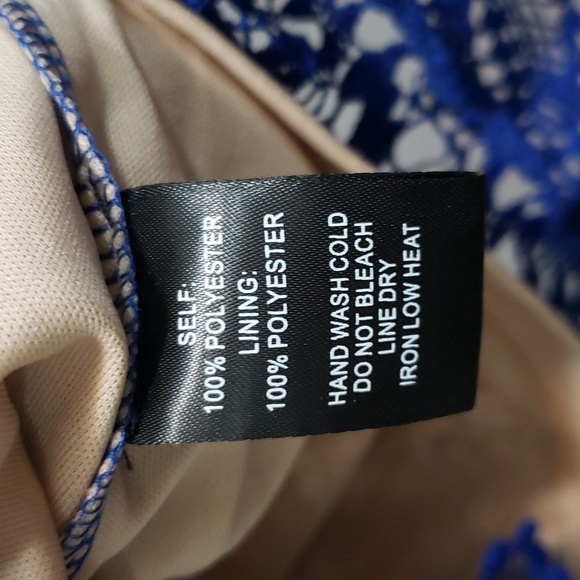 SELF:
100% POLYESTER
LINING:
100% POLYESTER
HAND WASH COLD
DO NOT BLEACH
LINE DRY
IRON LOW HEAT